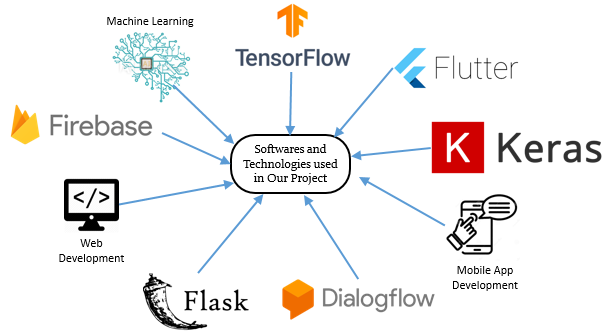 Machine Learning
TensorFlow
Flutter
Firebase
K Keras
Softwares and
Technologies used
in Our Project
</>
Web
Development
Mobile App
Development
Flask
Dialogflow